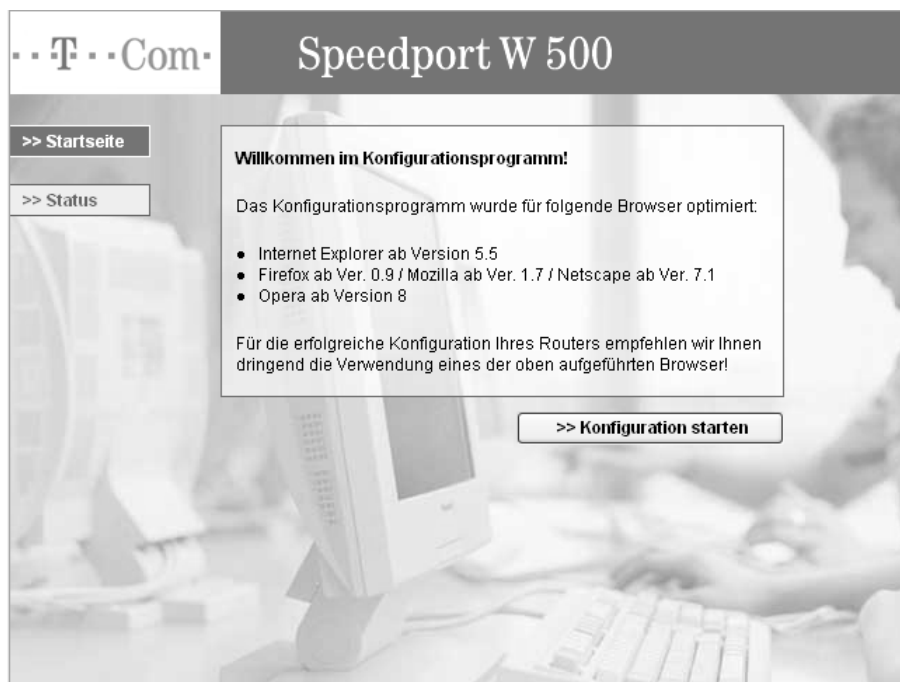 ··T··Com·
Speedport W 500
>> Startseite
>> Status
Willkommen im Konfigurationsprogramm!
Das Konfigurationsprogramm wurde für folgende Browser optimiert:
● Internet Explorer ab Version 5.5
● Firefox ab Ver. 0.9 / Mozilla ab Ver. 1.7 / Netscape ab Ver. 7.1
● Opera ab Version 8
Für die erfolgreiche Konfiguration Ihres Routers empfehlen wir Ihnen
dringend die Verwendung eines der oben aufgeführten Browser!
>> Konfiguration starten